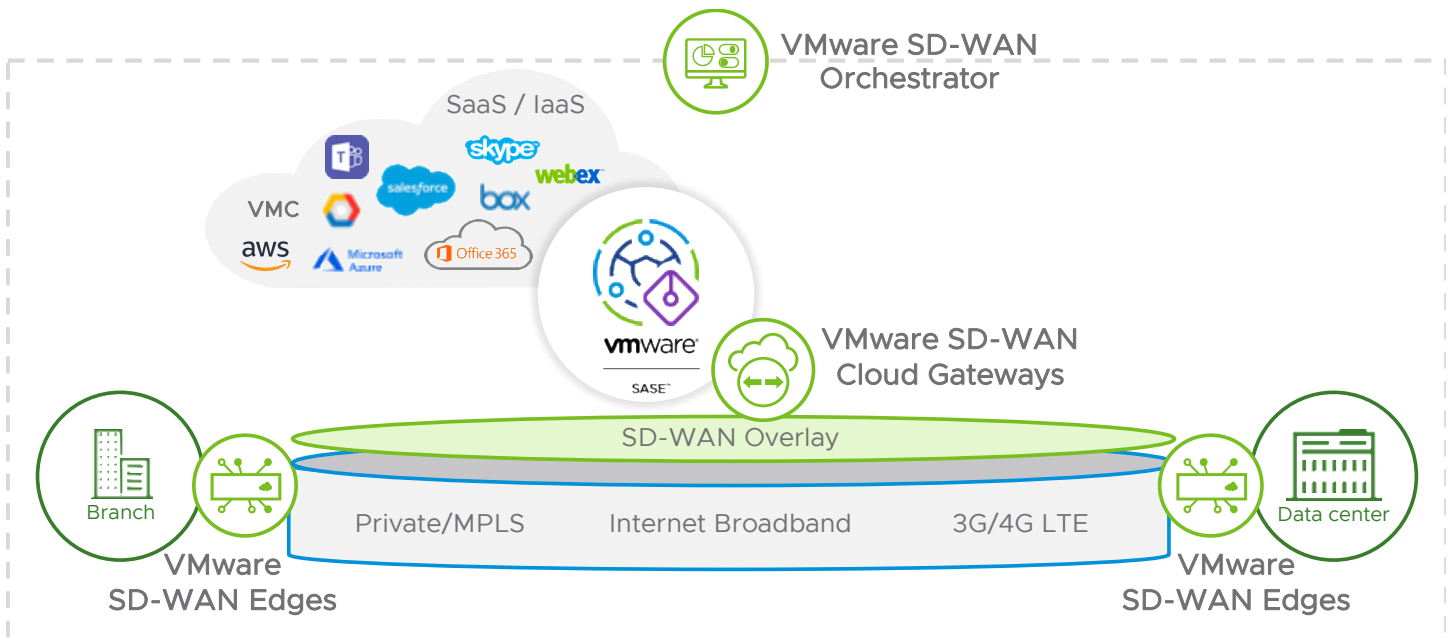 VMware SD-WAN
Orchestrator
SaaS / IaaS
T
skype
salesforce
webex
VMC
box
aws
Microsoft
Azure
Office 365
vmware®
SASE™
VMware SD-WAN
Cloud Gateways
SD-WAN Overlay
Branch
Private/MPLS
Internet Broadband
3G/4G LTE
Data center
VMware
SD-WAN Edges
VMware
SD-WAN Edges